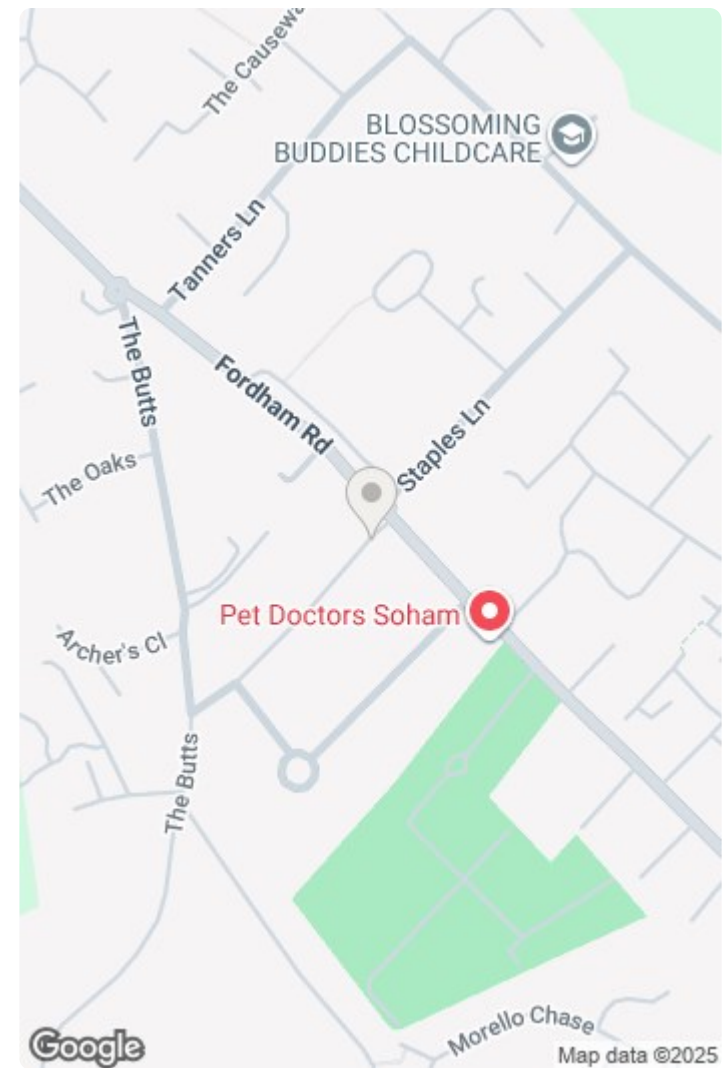 The Causewa
BLOSSOMING
BUDDIES CHILDCARE
Tanners Ln
The Butts
Fordham Rd
The Oaks
Staples Ln
Pet Doctors Soham
Archer's Cl
The Butts
Morello Chase
Google
Map data ©2025